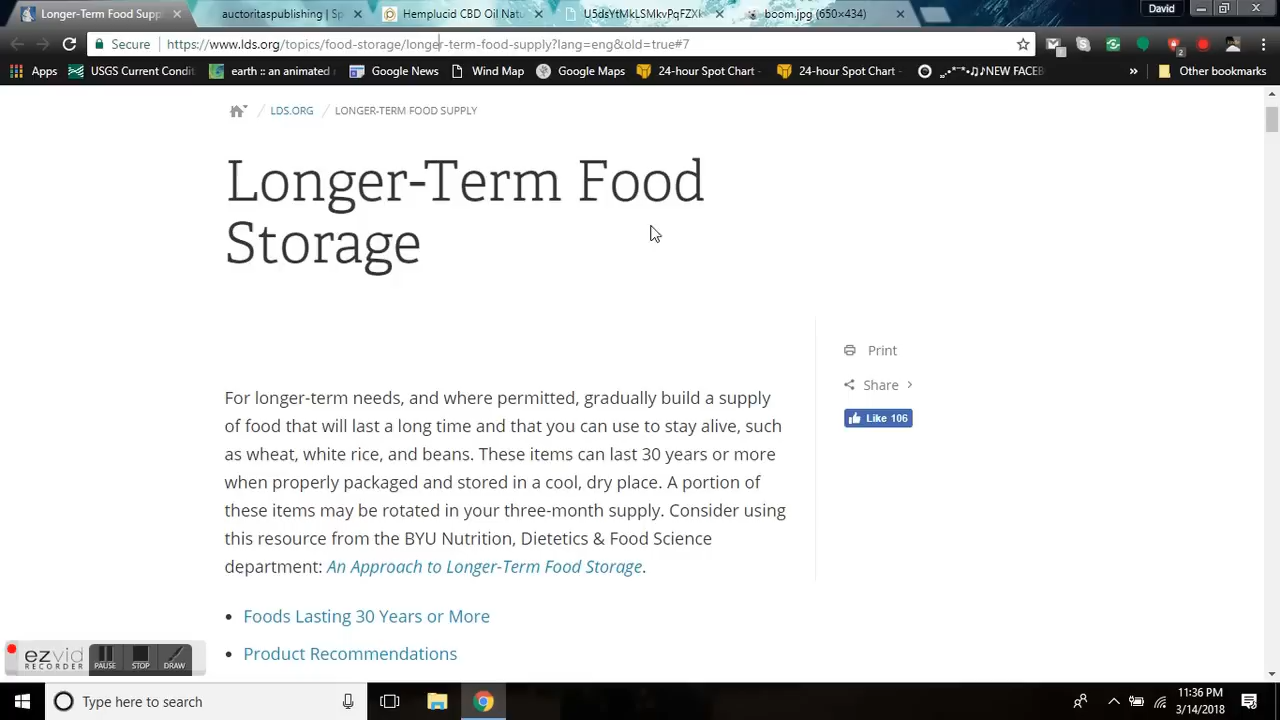 Longer-Term Food Supp
auctoritaspublishing | Sp
Hemplucid CBD Oil Natu
U5dsYtMkLSMkvPqFZXK
boom.jpg (650×434)
David
Secure
https://www.lds.org/topics/food-storage/longer-term-food-supply?lang=eng&old=true#7
Apps
USGS Current Condit
earth :: an animated
Google News
Wind Map
Google Maps
24-hour Spot Chart -
24-hour Spot Chart -
NEW FACEB
»
Other bookmarks
/ LDS.ORG / LONGER-TERM FOOD SUPPLY
Longer-Term Food
Storage
Print
Share >
Like 106
For longer-term needs, and where permitted, gradually build a supply
of food that will last a long time and that you can use to stay alive, such
as wheat, white rice, and beans. These items can last 30 years or more
when properly packaged and stored in a cool, dry place. A portion of
these items may be rotated in your three-month supply. Consider using
this resource from the BYU Nutrition, Dietetics & Food Science
department: An Approach to Longer-Term Food Storage.
• Foods Lasting 30 Years or More
• Product Recommendations
ezvid
RECORDER
PAUSE
STOP
DRAW
Type here to search
11:36 PM
3/14/2018